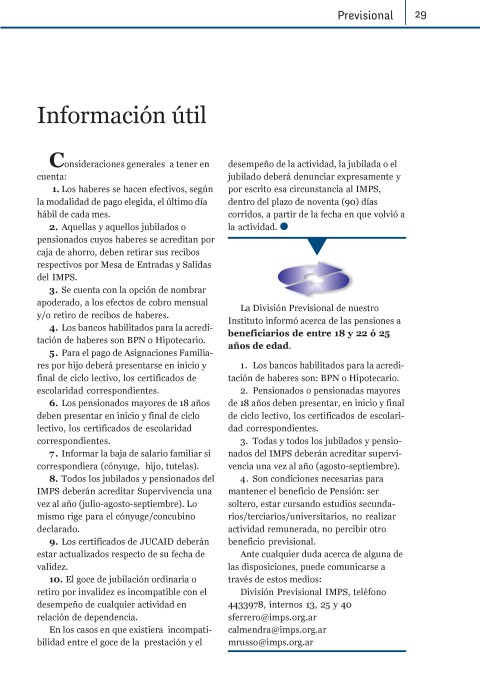 Previsional 29
Información útil
Consideraciones generales a tener en
cuenta:
1. Los haberes se hacen efectivos, según
la modalidad de pago elegida, el último día
hábil de cada mes.
2. Aquellas y aquellos jubilados o
pensionados cuyos haberes se acreditan por
caja de ahorro, deben retirar sus recibos
respectivos por Mesa de Entradas y Salidas
del IMPS.
3. Se cuenta con la opción de nombrar
apoderado, a los efectos de cobro mensual
y/o retiro de recibos de haberes.
4. Los bancos habilitados para la acredi-
tación de haberes son BPN o Hipotecario.
5. Para el pago de Asignaciones Familia-
res por hijo deberá presentarse en inicio y
final de ciclo lectivo, los certificados de
escolaridad correspondientes.
6. Los pensionados mayores de 18 años
deben presentar en inicio y final de ciclo
lectivo, los certificados de escolaridad
correspondientes.
7. Informar la baja de salario familiar si
correspondiera (cónyuge, hijo, tutelas).
8. Todos los jubilados y pensionados del
IMPS deberán acreditar Supervivencia una
vez al año (julio-agosto-septiembre). Lo
mismo rige para el cónyuge/concubino
declarado.
9. Los certificados de JUCAID deberán
estar actualizados respecto de su fecha de
validez.
10. El goce de jubilación ordinaria o
retiro por invalidez es incompatible con el
desempeño de cualquier actividad en
relación de dependencia.
En los casos en que existiera incompati-
bilidad entre el goce de la prestación y el
desempeño de la actividad, la jubilada o el
jubilado deberá denunciar expresamente y
por escrito esa circunstancia al IMPS,
dentro del plazo de noventa (90) días
corridos, a partir de la fecha en que volvió a
la actividad.
La División Previsional de nuestro
Instituto informó acerca de las pensiones a
beneficiarios de entre 18 y 22 ó 25
años de edad.
1. Los bancos habilitados para la acredi-
tación de haberes son: BPN o Hipotecario.
2. Pensionados o pensionadas mayores
de 18 años deben presentar, en inicio y final
de ciclo lectivo, los certificados de escolari-
dad correspondientes.
3. Todas y todos los jubilados y pensio-
nados del IMPS deberán acreditar supervi-
vencia una vez al año (agosto-septiembre).
4. Son condiciones necesarias para
mantener el beneficio de Pensión: ser
soltero, estar cursando estudios secunda-
rios/terciarios/universitarios, no realizar
actividad remunerada, no percibir otro
beneficio previsional.
Ante cualquier duda acerca de alguna de
las disposiciones, puede comunicarse a
través de estos medios:
División Previsional IMPS, teléfono
4433978, internos 13, 25 y 40
sferrero@imps.org.ar
calmendra@imps.org.ar
mrusso@imps.org.ar